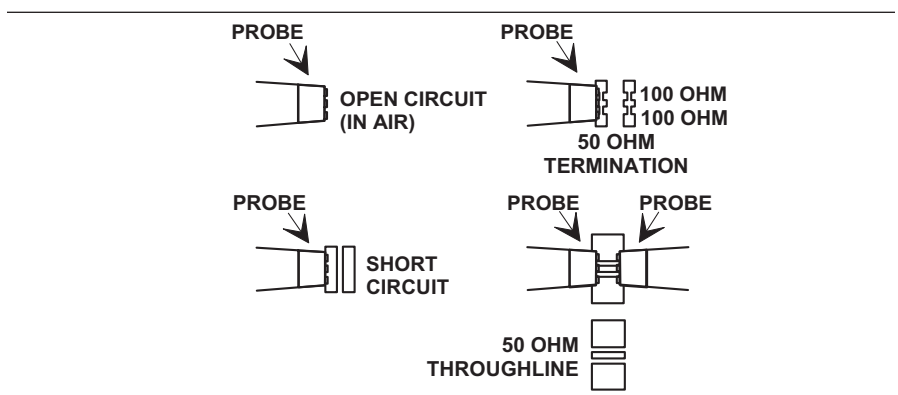 PROBE
OPEN CIRCUIT
(IN AIR)
PROBE
100 OHM
100 OHM
50 OHM
TERMINATION
PROBE
SHORT
CIRCUIT
PROBE
PROBE
50 OHM
THROUGHLINE